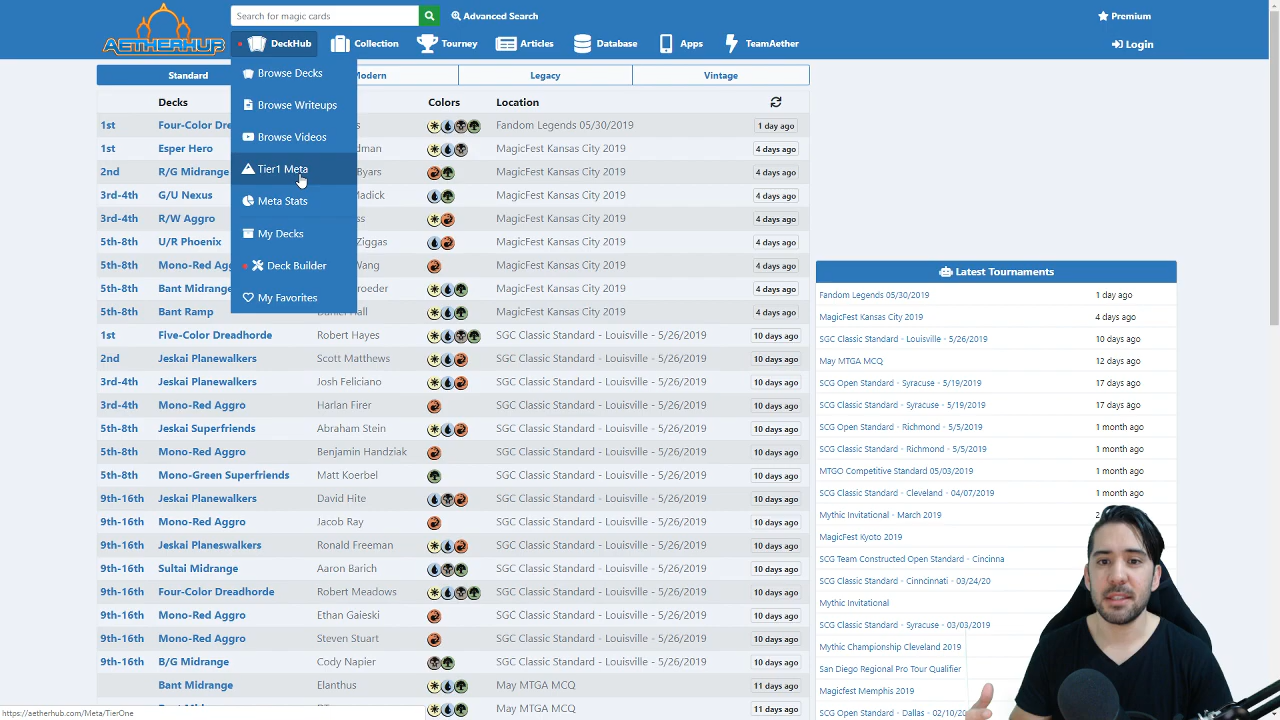 AETHERHUB
Search for magic cards
Advanced Search
Premium
DeckHub
Collection
Tourney
Articles
Database
Apps
TeamAether
Login
Standard
Modern
Legacy
Vintage
Browse Decks
Browse Writeups
Browse Videos
Tier1 Meta
Meta Stats
My Decks
Deck Builder
My Favorites
Decks Colors Location
1st Four-Color Dre Fandom Legends 05/30/2019 1 day ago
1st Esper Hero dman MagicFest Kansas City 2019 4 days ago
2nd R/G Midrange Byars MagicFest Kansas City 2019 4 days ago
3rd-4th G/U Nexus Madick MagicFest Kansas City 2019 4 days ago
3rd-4th R/W Aggro ss MagicFest Kansas City 2019 4 days ago
5th-8th U/R Phoenix Ziggas MagicFest Kansas City 2019 4 days ago
5th-8th Mono-Red Agg Wang MagicFest Kansas City 2019 4 days ago
5th-8th Bant Midrang roeder MagicFest Kansas City 2019 4 days ago
5th-8th Bant Ramp MagicFest Kansas City 2019 4 days ago
1st Five-Color Dreadhorde Robert Hayes SGC Classic Standard - Louisville - 5/26/2019 10 days ago
2nd Jeskai Planewalkers Scott Matthews SGC Classic Standard - Louisville - 5/26/2019 10 days ago
3rd-4th Jeskai Planewalkers Josh Feliciano SGC Classic Standard - Louisville - 5/26/2019 10 days ago
3rd-4th Mono-Red Aggro Harlan Firer SGC Classic Standard - Louisville - 5/26/2019 10 days ago
5th-8th Jeskai Superfriends Abraham Stein SGC Classic Standard - Louisville - 5/26/2019 10 days ago
5th-8th Mono-Red Aggro Benjamin Handziak SGC Classic Standard - Louisville - 5/26/2019 10 days ago
5th-8th Mono-Green Superfriends Matt Koerbel SGC Classic Standard - Louisville - 5/26/2019 10 days ago
9th-16th Jeskai Planewalkers David Hite SGC Classic Standard - Louisville - 5/26/2019 10 days ago
9th-16th Mono-Red Aggro Jacob Ray SGC Classic Standard - Louisville - 5/26/2019 10 days ago
9th-16th Jeskai Planeswalkers Ronald Freeman SGC Classic Standard - Louisville - 5/26/2019 10 days ago
9th-16th Sultai Midrange Aaron Barich SGC Classic Standard - Louisville - 5/26/2019 10 days ago
9th-16th Four-Color Dreadhorde Robert Meadows SGC Classic Standard - Louisville - 5/26/2019 10 days ago
9th-16th Mono-Red Aggro Ethan Gaieski SGC Classic Standard - Louisville - 5/26/2019 10 days ago
9th-16th Mono-Red Aggro Steven Stuart SGC Classic Standard - Louisville - 5/26/2019 10 days ago
9th-16th B/G Midrange Cody Napier SGC Classic Standard - Louisville - 5/26/2019 10 days ago
Bant Midrange Elanthus May MTGA MCQ 11 days ago
May MTGA MCQ 11 days ago
Latest Tournaments
Fandom Legends 05/30/2019 1 day ago
MagicFest Kansas City 2019 4 days ago
SGC Classic Standard - Louisville - 5/26/2019 10 days ago
May MTGA MCQ 12 days ago
SCG Open Standard - Syracuse - 5/19/2019 17 days ago
SCG Classic Standard - Syracuse - 5/19/2019 17 days ago
SCG Open Standard - Richmond - 5/5/2019 1 month ago
SCG Classic Standard - Richmond - 5/5/2019 1 month ago
MTGO Competitive Standard 05/03/2019 1 month ago
SCG Classic Standard - Cleveland - 04/07/2019 1 month ago
Mythic Invitational - March 2019 2
MagicFest Kyoto 2019
SCG Team Constructed Open Standard - Cincinna
SCG Classic Standard - Cinncinnati - 03/24/20
Mythic Invitational
SCG Classic Standard - Syracuse - 03/03/2019
Mythic Championship Cleveland 2019
San Diego Regional Pro Tour Qualifier
Magicfest Memphis 2019
SCG Open Standard - Dallas - 02/10/20
https://aetherhub.com/Meta/TierOne